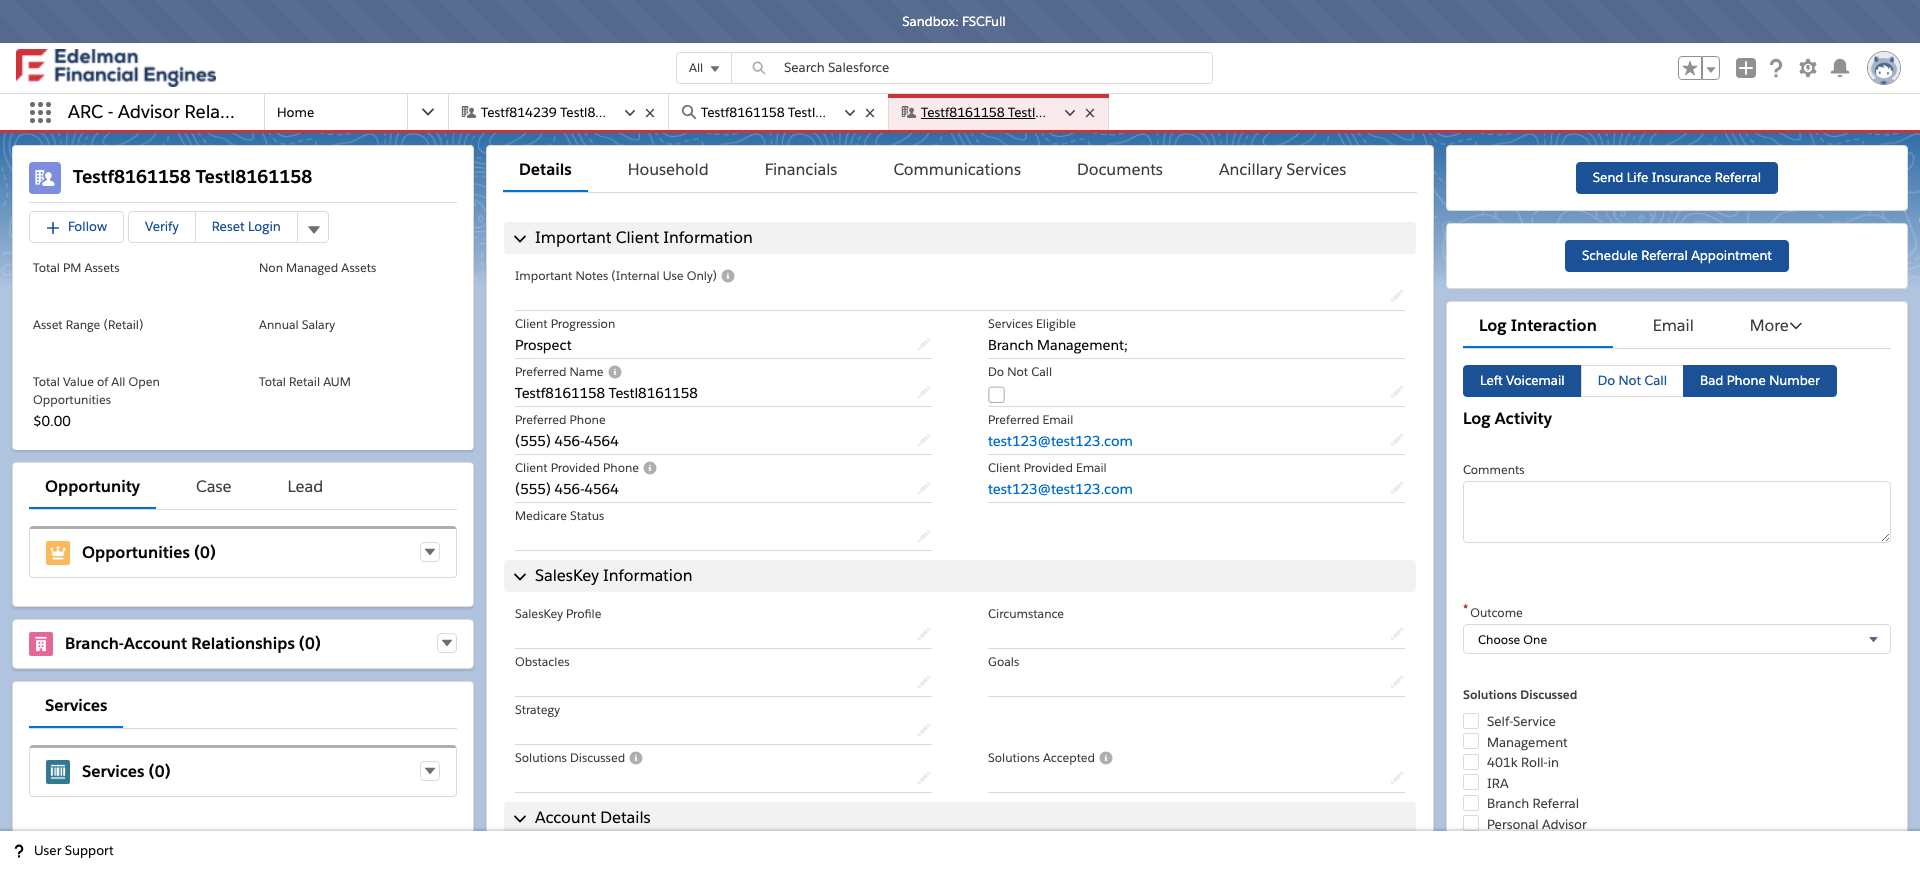 Sandbox: FSCFull
Edelman
Financial Engines
All
Search Salesforce
ARC - Advisor Rela...
Home
Testf814239 Testl8...
Testf8161158 Testl...
Testf8161158 Testl...
Testf8161158 Testl8161158
Follow
Verify
Reset Login
Total PM Assets
Non Managed Assets
Asset Range (Retail)
Annual Salary
Total Value of All Open
Opportunities
Total Retail AUM
$0.00
Opportunity
Case
Lead
Opportunities (0)
Branch-Account Relationships (0)
Services
Services (0)
Details
Household
Financials
Communications
Documents
Ancillary Services
Important Client Information
Important Notes (Internal Use Only)
Client Progression
Prospect
Services Eligible
Branch Management;
Preferred Name
Testf8161158 Testl8161158
Do Not Call
Preferred Phone
(555) 456-4564
Preferred Email
test123@test123.com
Client Provided Phone
(555) 456-4564
Client Provided Email
test123@test123.com
Medicare Status
SalesKey Information
SalesKey Profile
Circumstance
Obstacles
Goals
Strategy
Solutions Discussed
Solutions Accepted
Account Details
Send Life Insurance Referral
Schedule Referral Appointment
Log Interaction
Email
More
Left Voicemail
Do Not Call
Bad Phone Number
Log Activity
Comments
* Outcome
Choose One
Solutions Discussed
Self-Service
Management
401k Roll-in
IRA
Branch Referral
Personal Advisor
? User Support